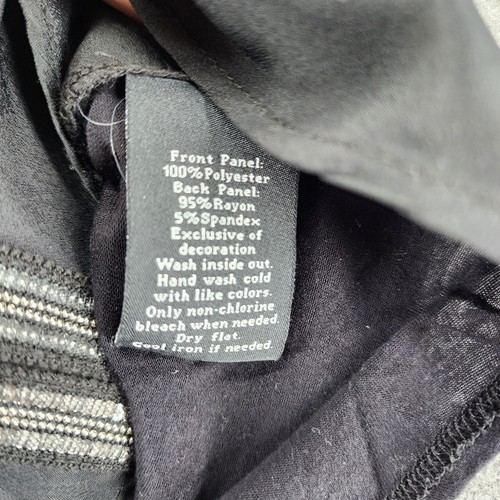 Front Panel:
100%Polyester
Back Panel:
95%Rayon
5%Spandex
Exclusive of
decoration
Wash inside out.
Hand wash cold
with like colors.
Only non-chlorine
bleach when needed.
Dry flat.
Cool iron if needed.